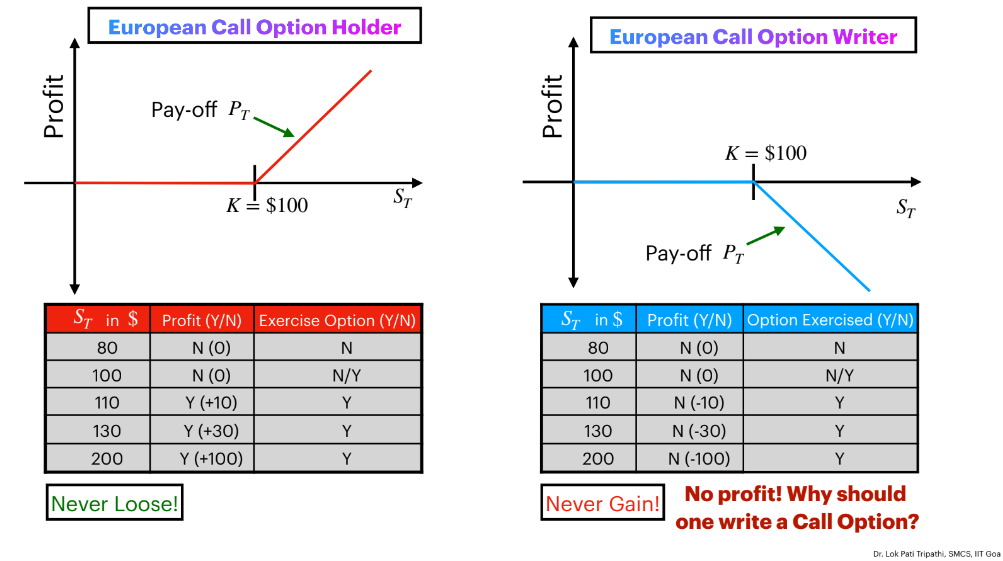 European Call Option Holder
Profit
Pay-off P_T
K = $100
S_T
S_T in $ Profit (Y/N) Exercise Option (Y/N)
80 N (0) N
100 N (0) N/Y
110 Y (+10) Y
130 Y (+30) Y
200 Y (+100) Y
Never Loose!
European Call Option Writer
Profit
K = $100
S_T
Pay-off P_T
S_T in $ Profit (Y/N) Option Exercised (Y/N)
80 N (0) N
100 N (0) N/Y
110 N (-10) Y
130 N (-30) Y
200 N (-100) Y
Never Gain!
No profit! Why should
one write a Call Option?
Dr. Lok Pati Tripathi, SMCS, IIT Goa